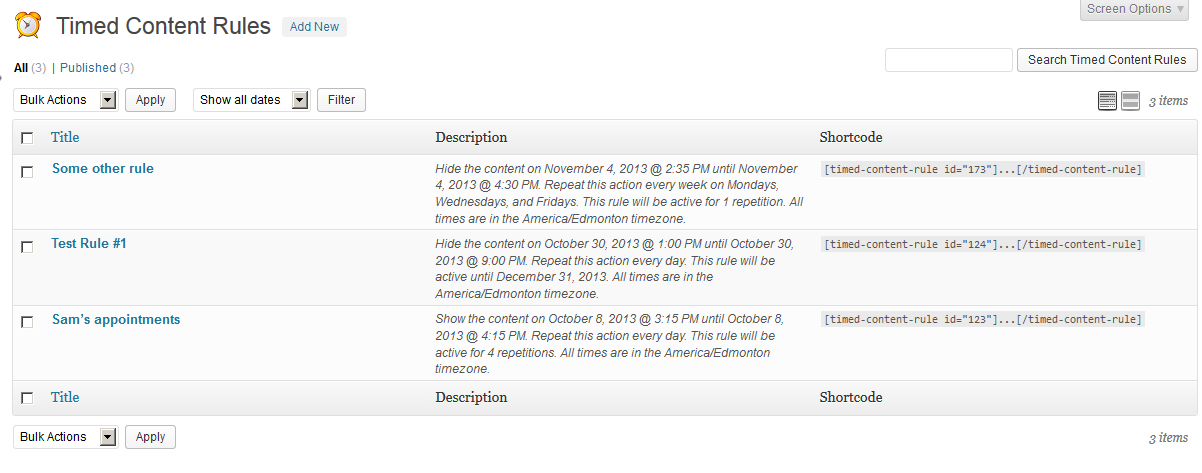 Screen Options
Timed Content Rules Add New
All (3) | Published (3)
Search Timed Content Rules
Bulk Actions Apply Show all dates Filter 3 items
Title Description Shortcode
Some other rule Hide the content on November 4, 2013 @ 2:35 PM until November [timed-content-rule id="173"]...[/timed-content-rule]
4, 2013 @ 4:30 PM. Repeat this action every week on Mondays,
Wednesdays, and Fridays. This rule will be active for 1 repetition. All
times are in the America/Edmonton timezone.
Test Rule #1 Hide the content on October 30, 2013 @ 1:00 PM until October 30, [timed-content-rule id="124"]...[/timed-content-rule]
2013 @ 9:00 PM. Repeat this action every day. This rule will be
active until December 31, 2013. All times are in the
America/Edmonton timezone.
Sam’s appointments Show the content on October 8, 2013 @ 3:15 PM until October 8, [timed-content-rule id="123"]...[/timed-content-rule]
2013 @ 4:15 PM. Repeat this action every day. This rule will be
active for 4 repetitions. All times are in the America/Edmonton
timezone.
Title Description Shortcode
Bulk Actions Apply 3 items